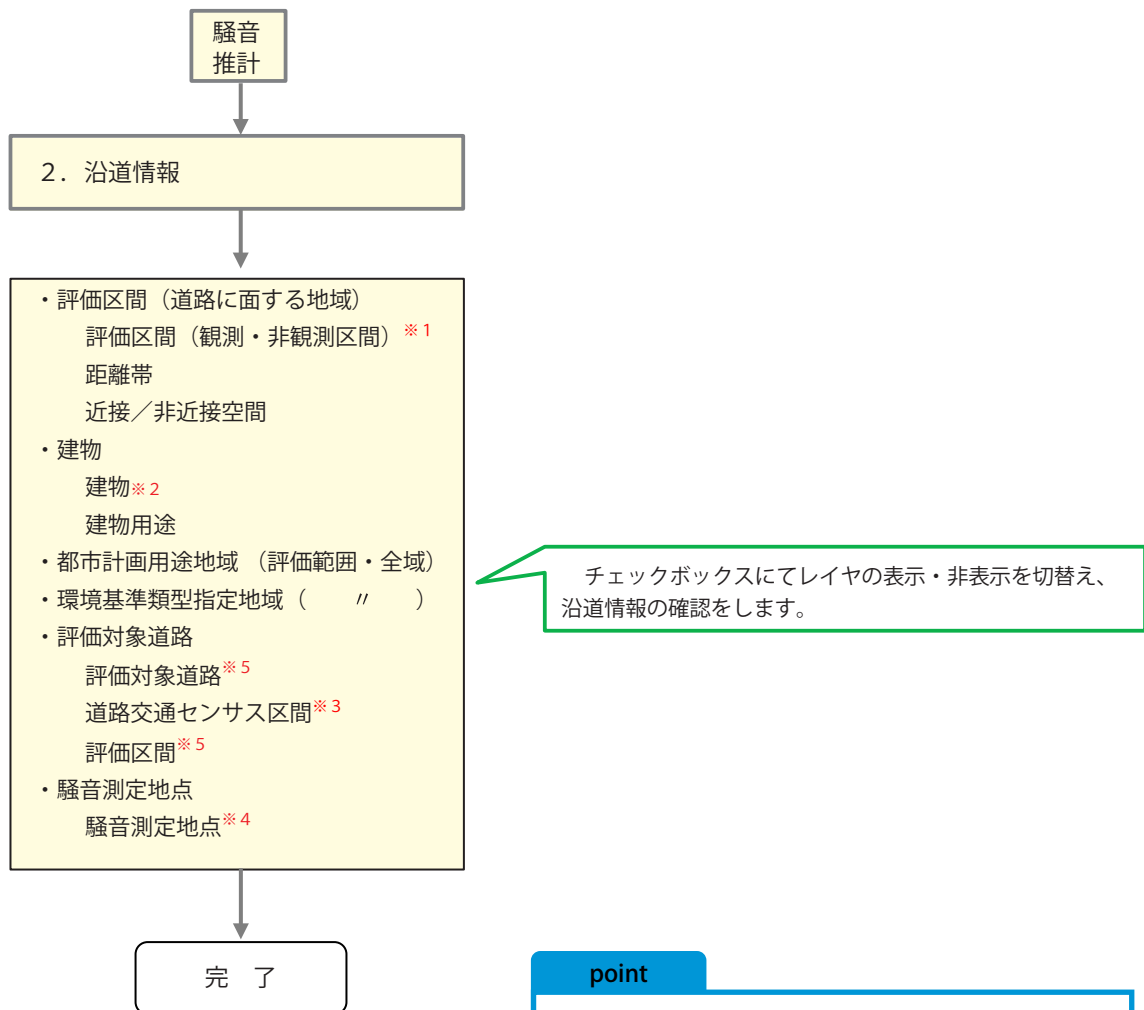 騒音
推計
２．沿道情報
・評価区間（道路に面する地域）
評価区間（観測・非観測区間）※１
距離帯
近接／非近接空間
・建物
建物※２
建物用途
・都市計画用途地域 （評価範囲・全域）
・環境基準類型指定地域（　　〃　　）
・評価対象道路
評価対象道路※５
道路交通センサス区間※３
評価区間※５
・騒音測定地点
騒音測定地点※４
チェックボックスにてレイヤの表示・非表示を切替え、
沿道情報の確認をします。
完　了
point